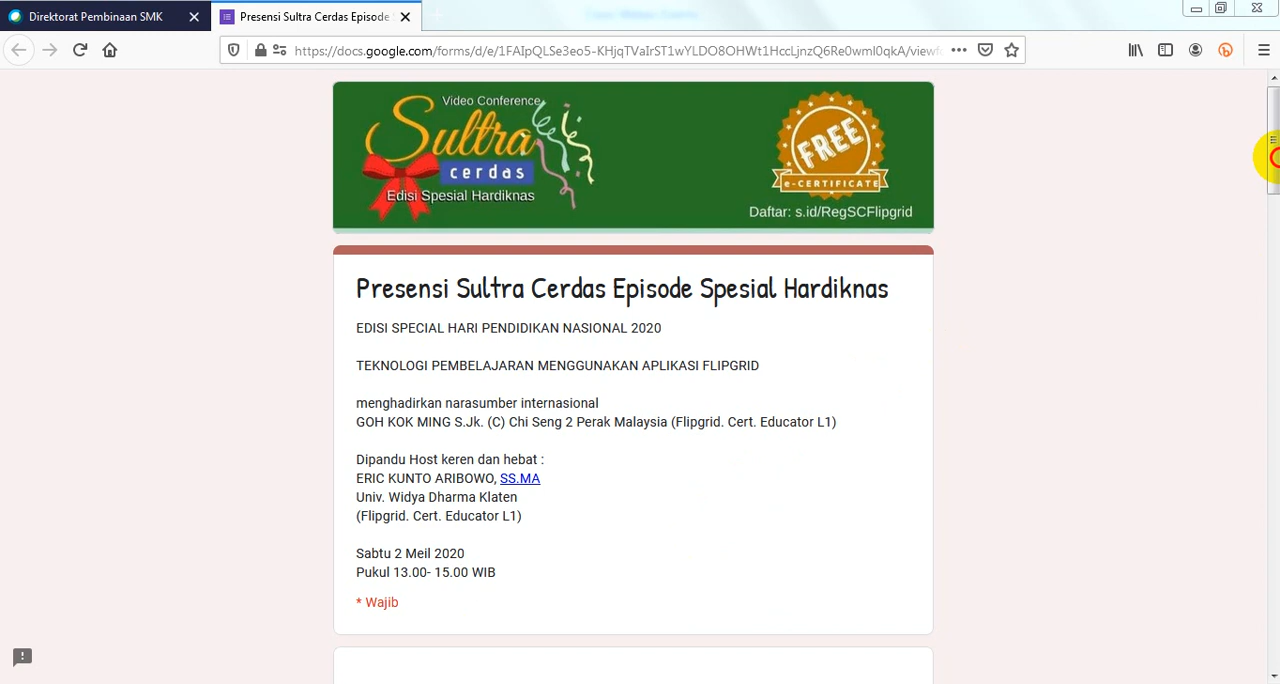 Direktorat Pembinaan SMK
Presensi Sultra Cerdas Episode
https://docs.google.com/forms/d/e/1FAIpQLSe3eo5-KHjqTVaIrST1wYLDO8OHWt1HccLjnzQ6Re0wml0qkA/viewf
Video Conference
Sultra
cerdas
Edisi Spesial Hardiknas
FREE
e-CERTIFICATE
Daftar: s.id/RegSCFlipgrid
Presensi Sultra Cerdas Episode Spesial Hardiknas
EDISI SPECIAL HARI PENDIDIKAN NASIONAL 2020
TEKNOLOGI PEMBELAJARAN MENGGUNAKAN APLIKASI FLIPGRID
menghadirkan narasumber internasional
GOH KOK MING S.Jk. (C) Chi Seng 2 Perak Malaysia (Flipgrid. Cert. Educator L1)
Dipandu Host keren dan hebat :
ERIC KUNTO ARIBOWO, SS.MA
Univ. Widya Dharma Klaten
(Flipgrid. Cert. Educator L1)
Sabtu 2 Meil 2020
Pukul 13.00- 15.00 WIB
* Wajib